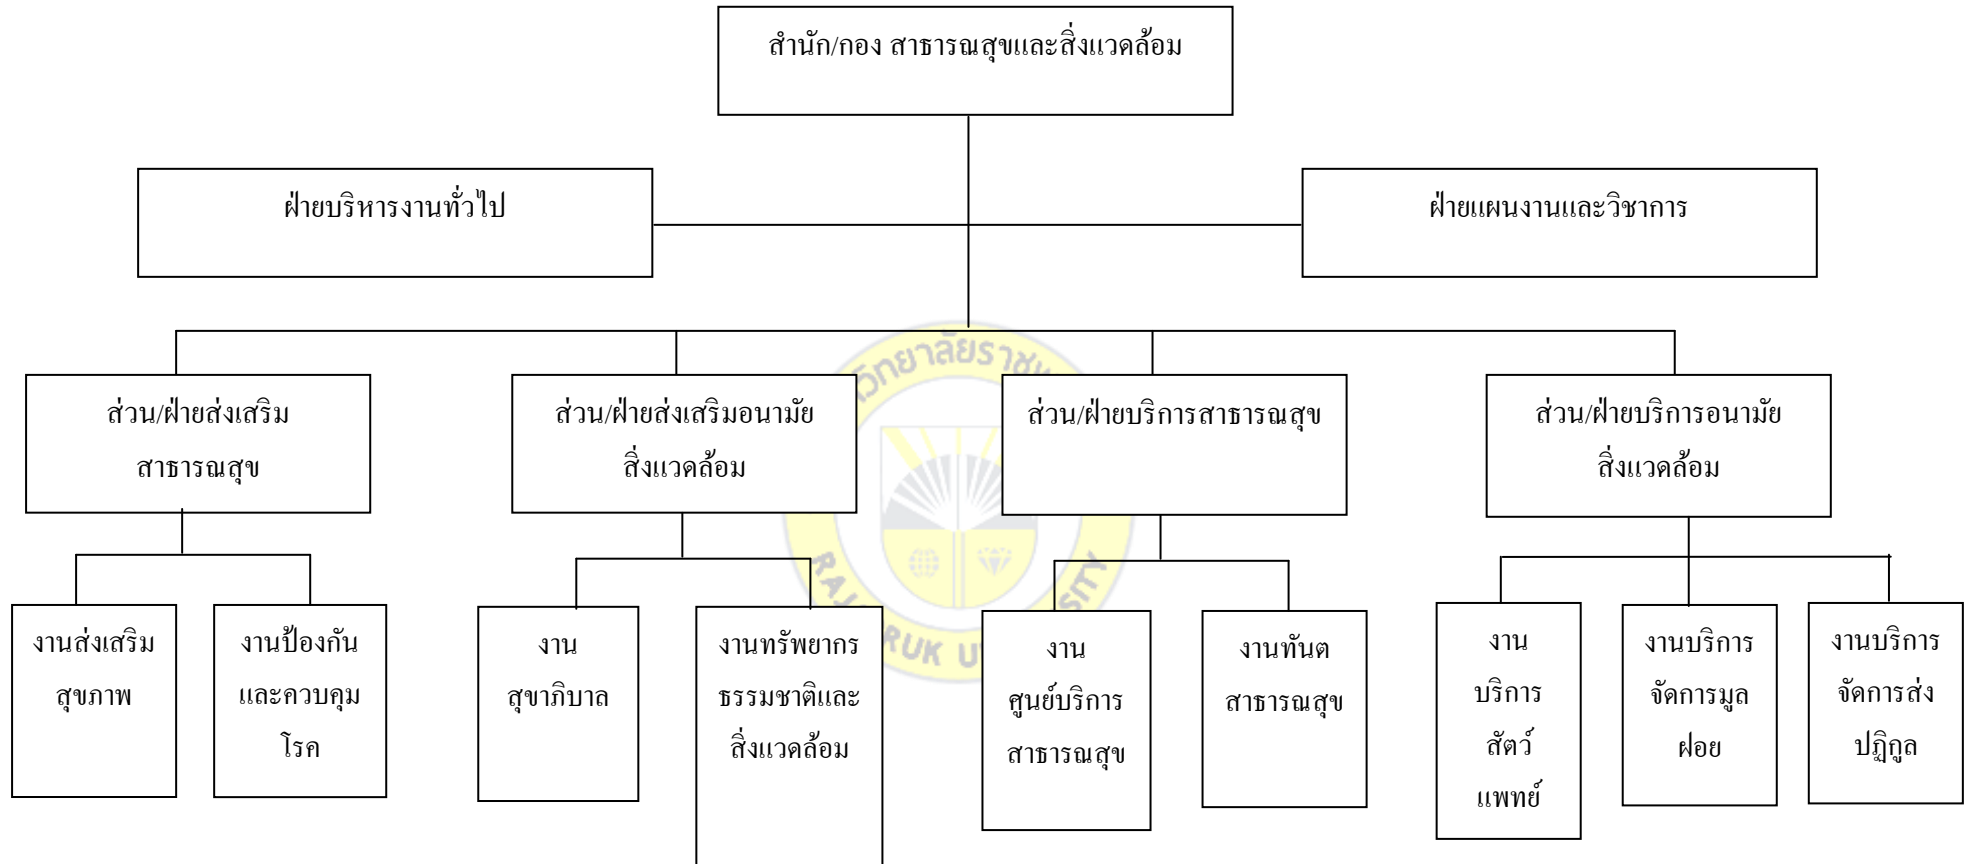 สำนัก/กอง สาธารณสุขและสิ่งแวดล้อม
ฝ่ายบริหารงานทั่วไป
ฝ่ายแผนงานและวิชาการ
ส่วน/ฝ่ายส่งเสริม
สาธารณสุข
ส่วน/ฝ่ายส่งเสริมอนามัย
สิ่งแวดล้อม
ส่วน/ฝ่ายบริการสาธารณสุข
ส่วน/ฝ่ายบริการอนามัย
สิ่งแวดล้อม
งานส่งเสริม
สุขภาพ
งานป้องกัน
และควบคุม
โรค
งาน
สุขาภิบาล
งานทรัพยากร
ธรรมชาติและ
สิ่งแวดล้อม
งาน
ศูนย์บริการ
สาธารณสุข
งานทันต
สาธารณสุข
งาน
บริการ
สัตว์
แพทย์
งานบริการ
จัดการมูล
ฝอย
งานบริการ
จัดการส่ง
ปฏิกูล